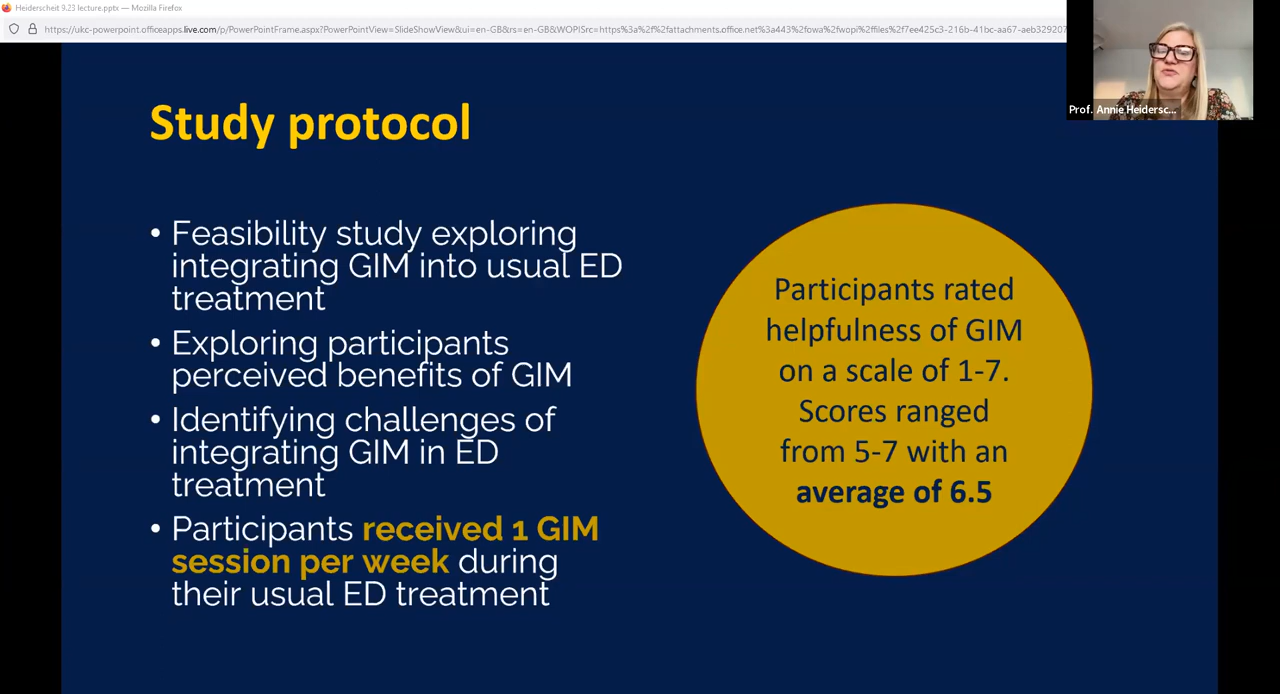 Heiderscheit 9.23 lecture.pptx — Mozilla Firefox
https://ukc-powerpoint.officeapps.live.com/p/PowerPointFrame.aspx?PowerPointView=SlideShowView&ui=en-GB&rs=en-GB&WOPISrc=https%3a%2f%2fattachments.office.net%3a443%2fowa%2fwopi%2ffiles%2f7ee425c3-216b-41bc-aa67-aeb329207
Prof. Annie Heidersc...
Study protocol
• Feasibility study exploring
integrating GIM into usual ED
treatment
• Exploring participants
perceived benefits of GIM
• Identifying challenges of
integrating GIM in ED
treatment
• Participants received 1 GIM
session per week during
their usual ED treatment
Participants rated
helpfulness of GIM
on a scale of 1-7.
Scores ranged
from 5-7 with an
average of 6.5